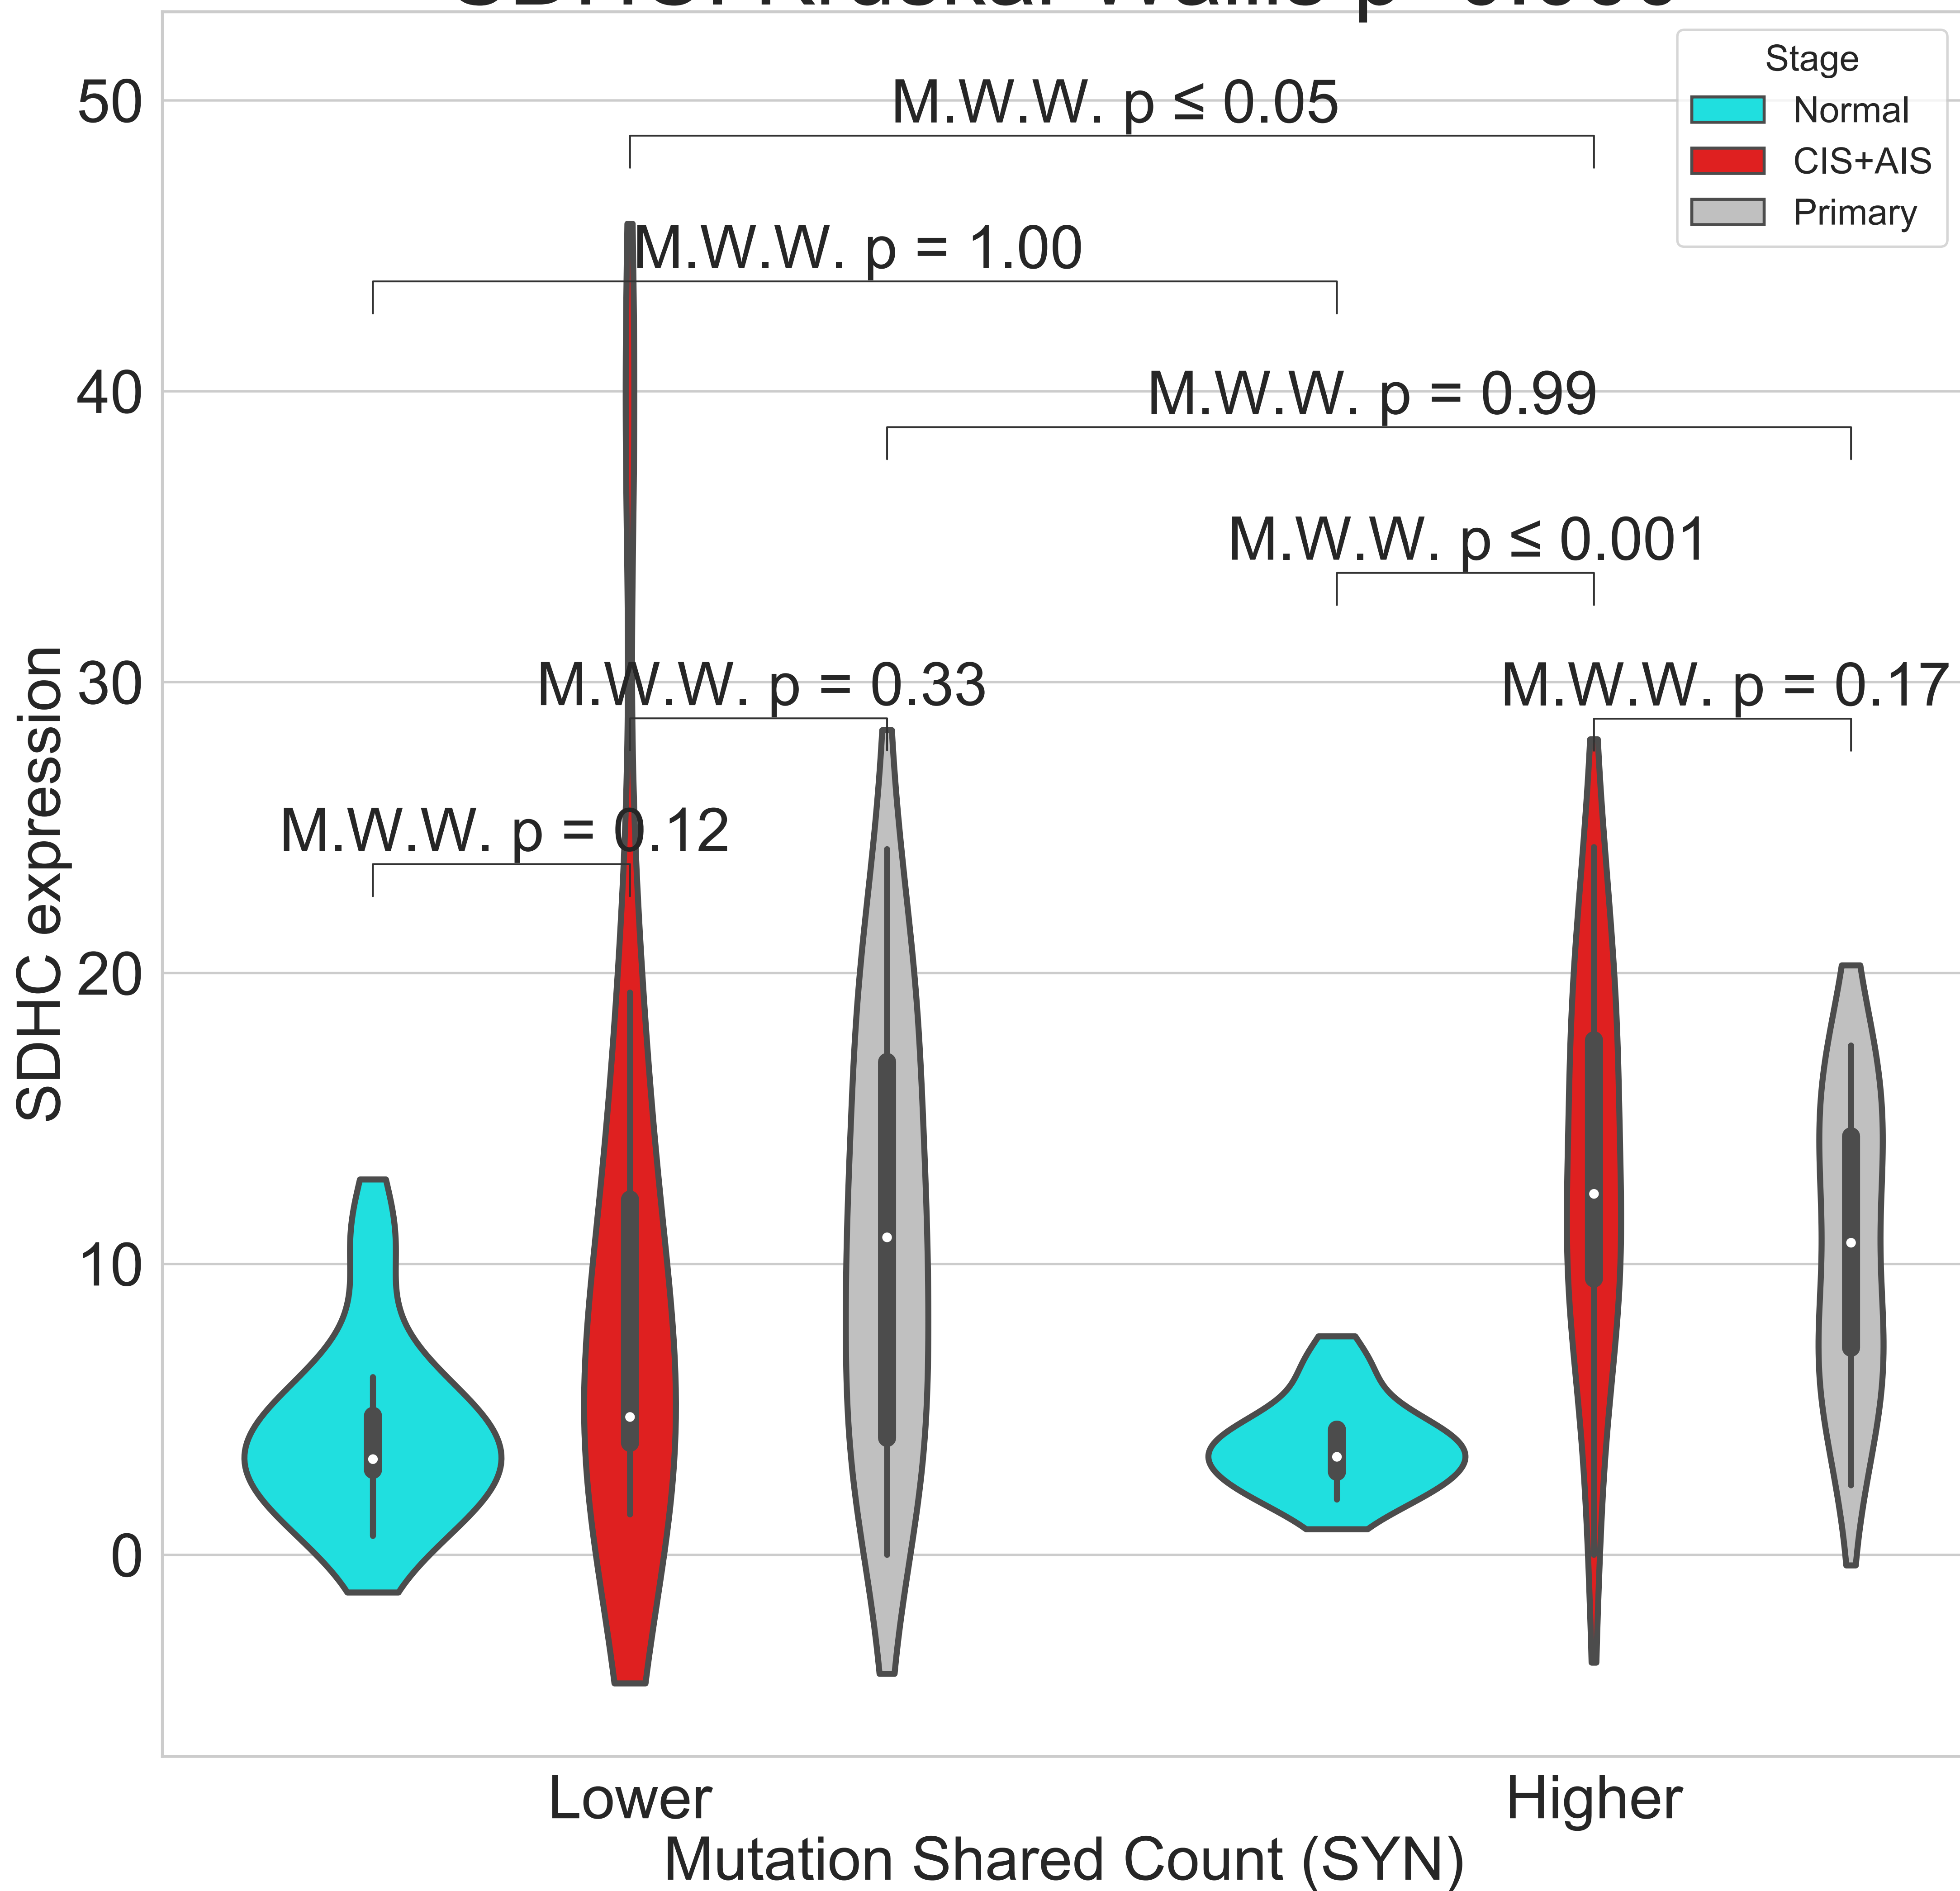 Stage
Normal
CIS+AIS
Primary
M.W.W. p ≤ 0.05
M.W.W. p = 1.00
M.W.W. p = 0.99
M.W.W. p ≤ 0.001
M.W.W. p = 0.33
M.W.W. p = 0.17
M.W.W. p = 0.12
SDHC expression
50
40
30
20
10
0
Lower
Higher
Mutation Shared Count (SYN)